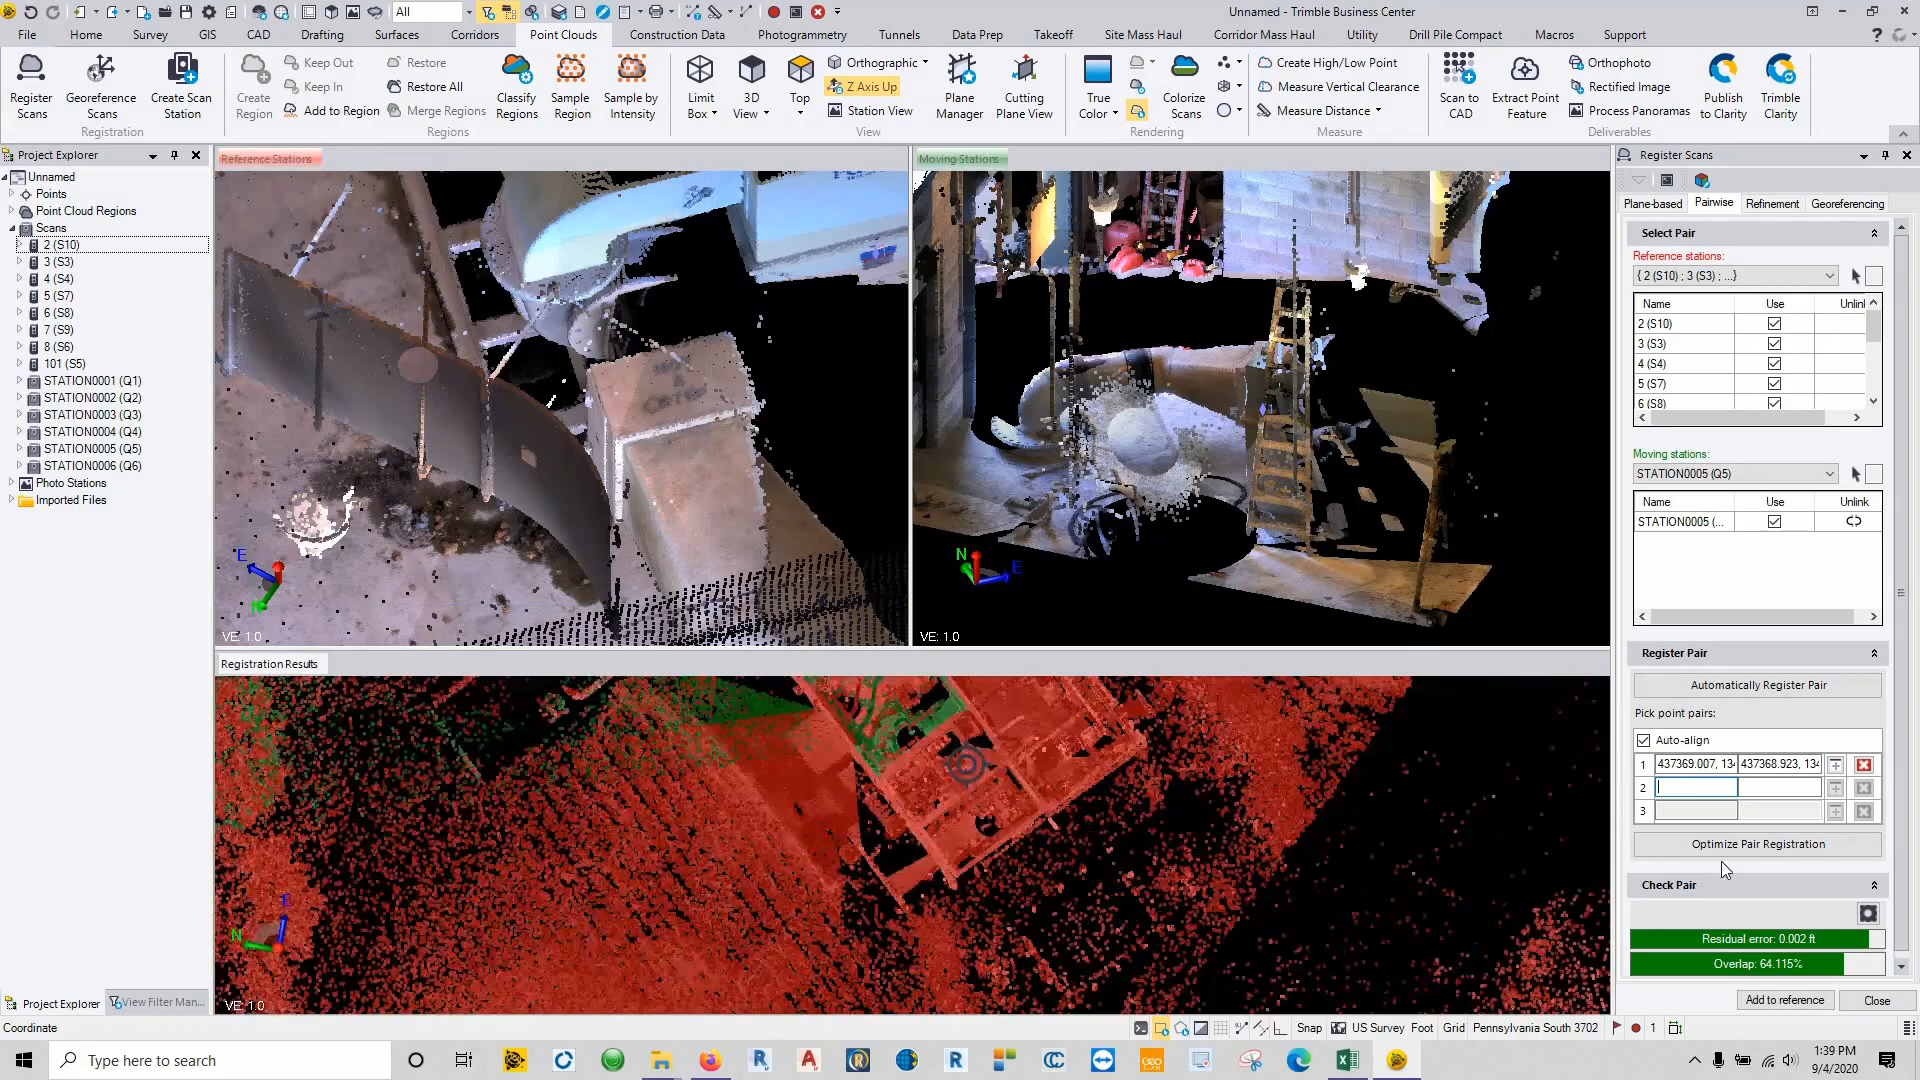 All
Unnamed - Trimble Business Center
File Home Survey GIS CAD Drafting Surfaces Corridors Point Clouds Construction Data Photogrammetry Tunnels Data Prep Takeoff Site Mass Haul Corridor Mass Haul Utility Drill Pile Compact Macros Support
Register Scans
Georeference Scans
Create Scan Station
Registration
Create Region
Keep Out
Keep In
Add to Region
Restore
Restore All
Merge Regions
Regions
Classify Regions
Sample Region
Sample by Intensity
Limit Box
3D View
Top
Orthographic
Z Axis Up
Station View
View
Plane Manager
Cutting Plane View
True Color
Colorize Scans
Rendering
Create High/Low Point
Measure Vertical Clearance
Measure Distance
Measure
Scan to CAD
Extract Point Feature
Orthophoto
Rectified Image
Process Panoramas
Deliverables
Publish to Clarity
Trimble Clarity
Project Explorer
Unnamed
Points
Point Cloud Regions
Scans
2 (S10)
3 (S3)
4 (S4)
5 (S7)
6 (S8)
7 (S9)
8 (S6)
101 (S5)
STATION0001 (Q1)
STATION0002 (Q2)
STATION0003 (Q3)
STATION0004 (Q4)
STATION0005 (Q5)
STATION0006 (Q6)
Photo Stations
Imported Files
Project Explorer
View Filter Man...
Reference Stations
E
N
VE: 1.0
Moving Stations
N
E
VE: 1.0
Registration Results
E
N
VE: 1.0
Register Scans
Plane-based Pairwise Refinement Georeferencing
Select Pair
Reference stations:
{ 2 (S10) ; 3 (S3) ; ...}
Name Use Unlink
2 (S10)
3 (S3)
4 (S4)
5 (S7)
6 (S8)
Moving stations:
STATION0005 (Q5)
Name Use Unlink
STATION0005 (...
Register Pair
Automatically Register Pair
Pick point pairs:
Auto-align
1 437369.007, 134 437368.923, 134
2
3
Optimize Pair Registration
Check Pair
Residual error: 0.002 ft
Overlap: 64.115%
Add to reference Close
Coordinate
Snap US Survey Foot Grid Pennsylvania South 3702 1
Type here to search
1:39 PM
9/4/2020